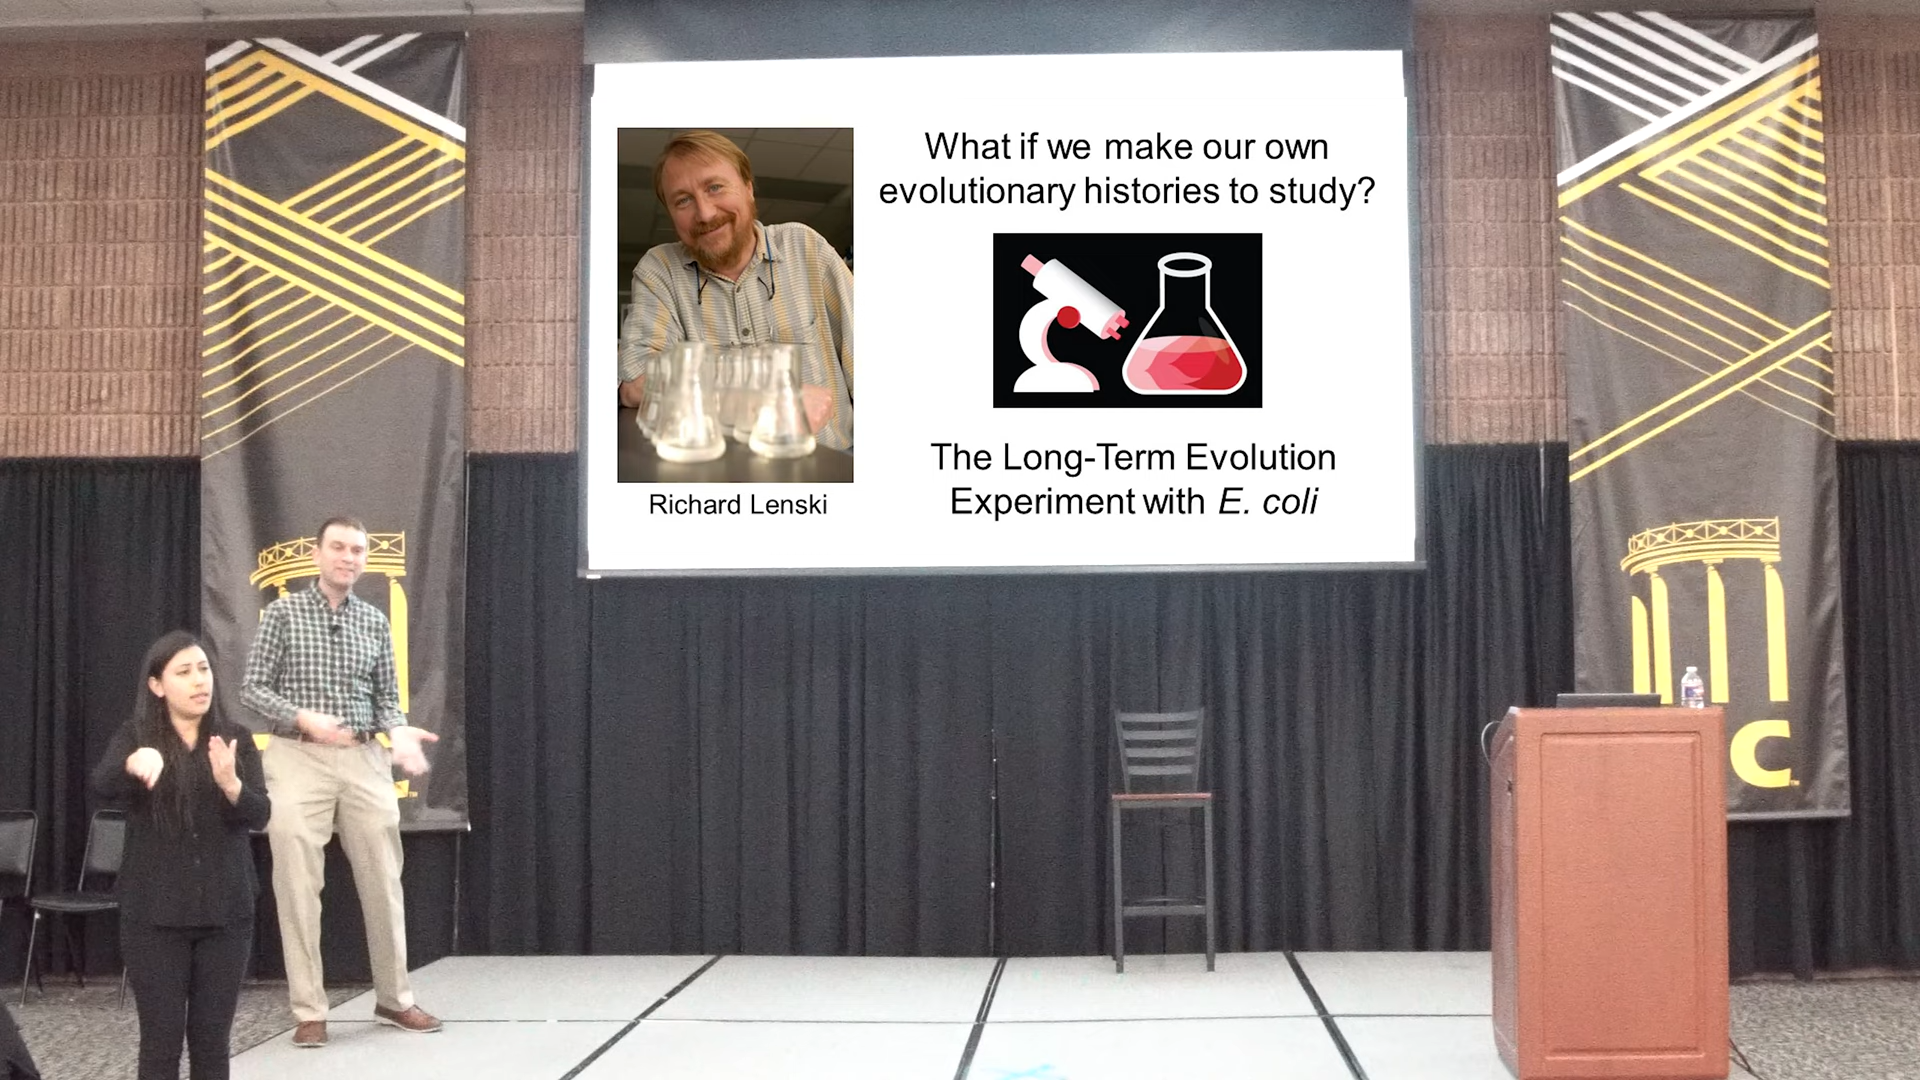 What if we make our own
evolutionary histories to study?
Richard Lenski
The Long-Term Evolution
Experiment with E. coli
C